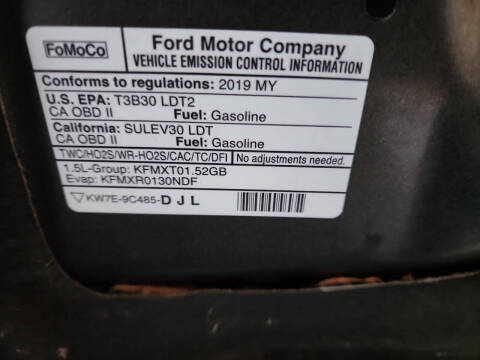 FoMoCo
Ford Motor Company
VEHICLE EMISSION CONTROL INFORMATION
Conforms to regulations: 2019 MY
U.S. EPA: T3B30 LDT2
CA OBD II Fuel: Gasoline
California: SULEV30 LDT
CA OBD II Fuel: Gasoline
TWC/HO2S/WR-HO2S/CAC/TC/DFI No adjustments needed.
1.5L-Group: KFMXT01.52GB
Evap: KFMXR0130NDF
KW7E-9C485-D J L